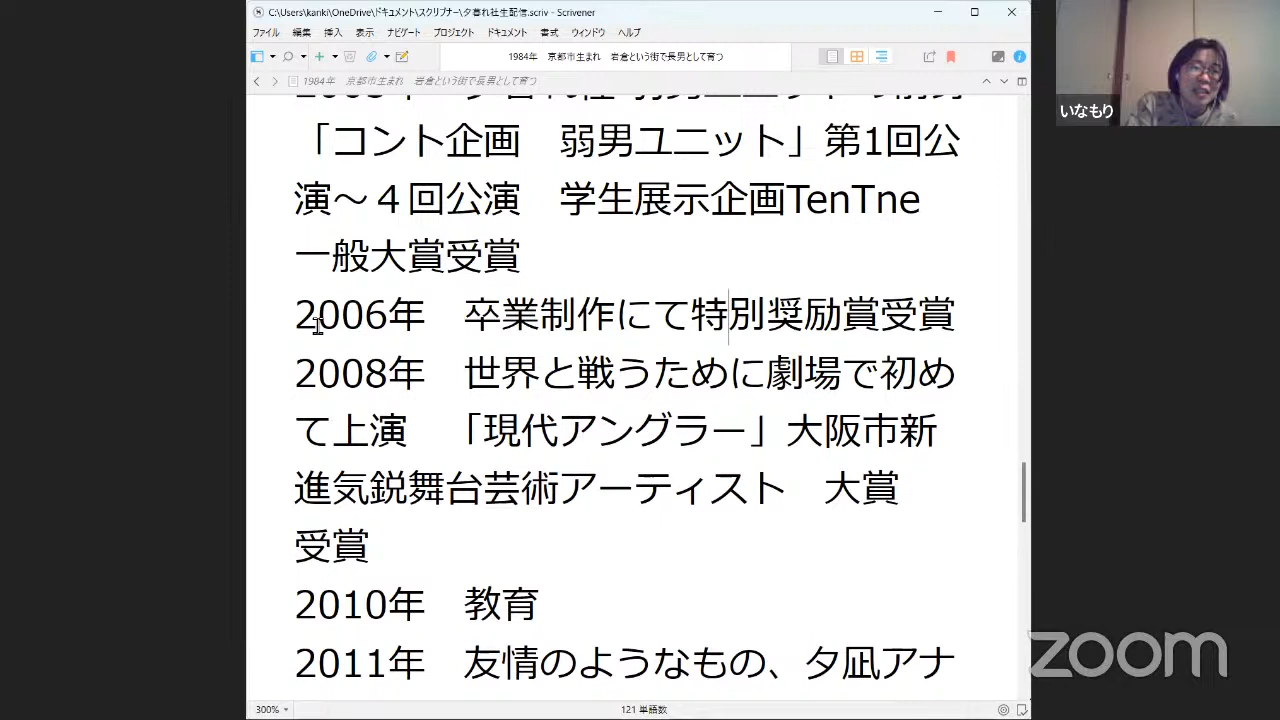 C:\Users\kanki\OneDrive\ドキュメント\スクリプナー\夕暮れ社生配信.scriv - Scrivener
ファイル 編集 挿入 表示 ナビゲート プロジェクト ドキュメント 書式 ウインドウ ヘルプ
1984年 京都市生まれ 岩倉という街で長男として育つ
1984年 京都市生まれ 岩倉という街で長男として育つ
「コント企画 弱男ユニット」第1回公
演~４回公演 学生展示企画TenTne
一般大賞受賞
2006年 卒業制作にて特別奨励賞受賞
2008年 世界と戦うために劇場で初め
て上演 「現代アングラー」大阪市新
進気鋭舞台芸術アーティスト 大賞
受賞
2010年 教育
2011年 友情のようなもの、夕凪アナ
300%
121 単語数
いなもり
zoom